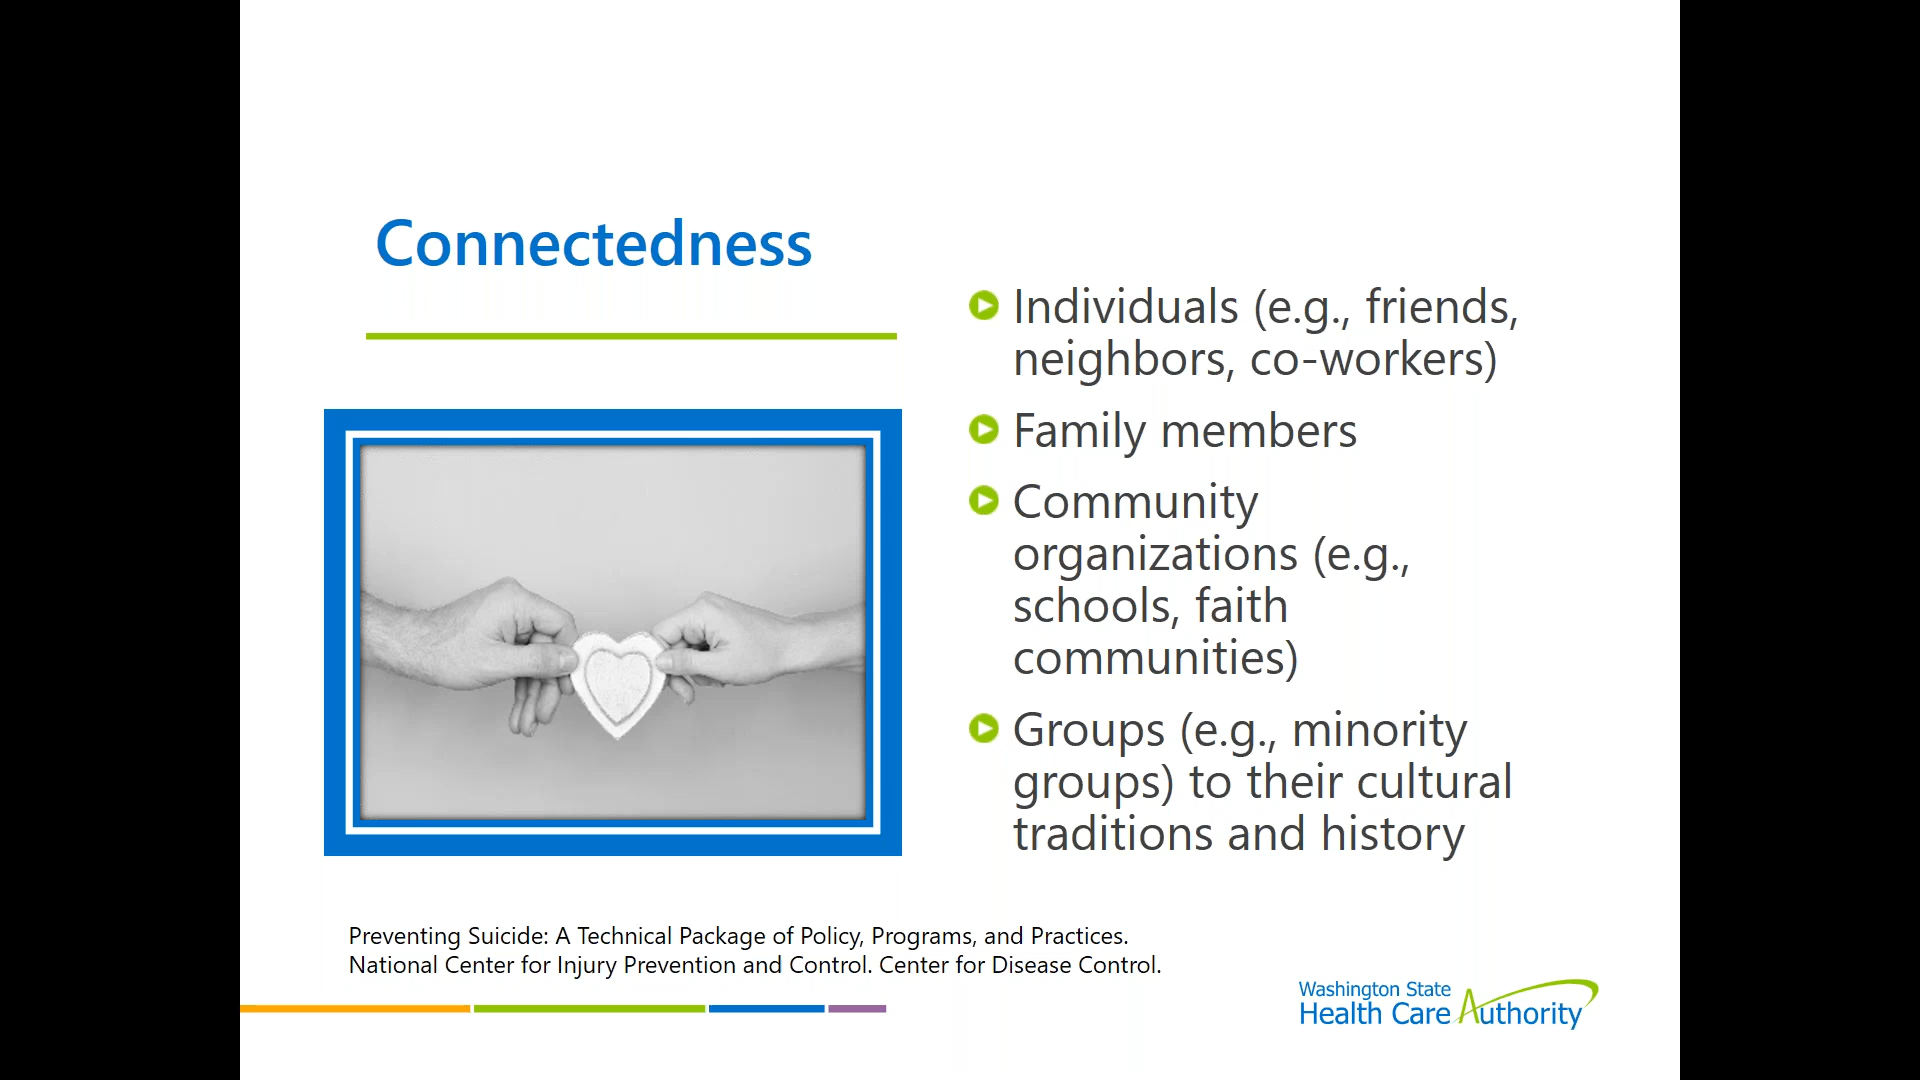 Connectedness
Individuals (e.g., friends,
neighbors, co-workers)
Family members
Community
organizations (e.g.,
schools, faith
communities)
Groups (e.g., minority
groups) to their cultural
traditions and history
Preventing Suicide: A Technical Package of Policy, Programs, and Practices.
National Center for Injury Prevention and Control. Center for Disease Control.
Washington State
Health Care Authority